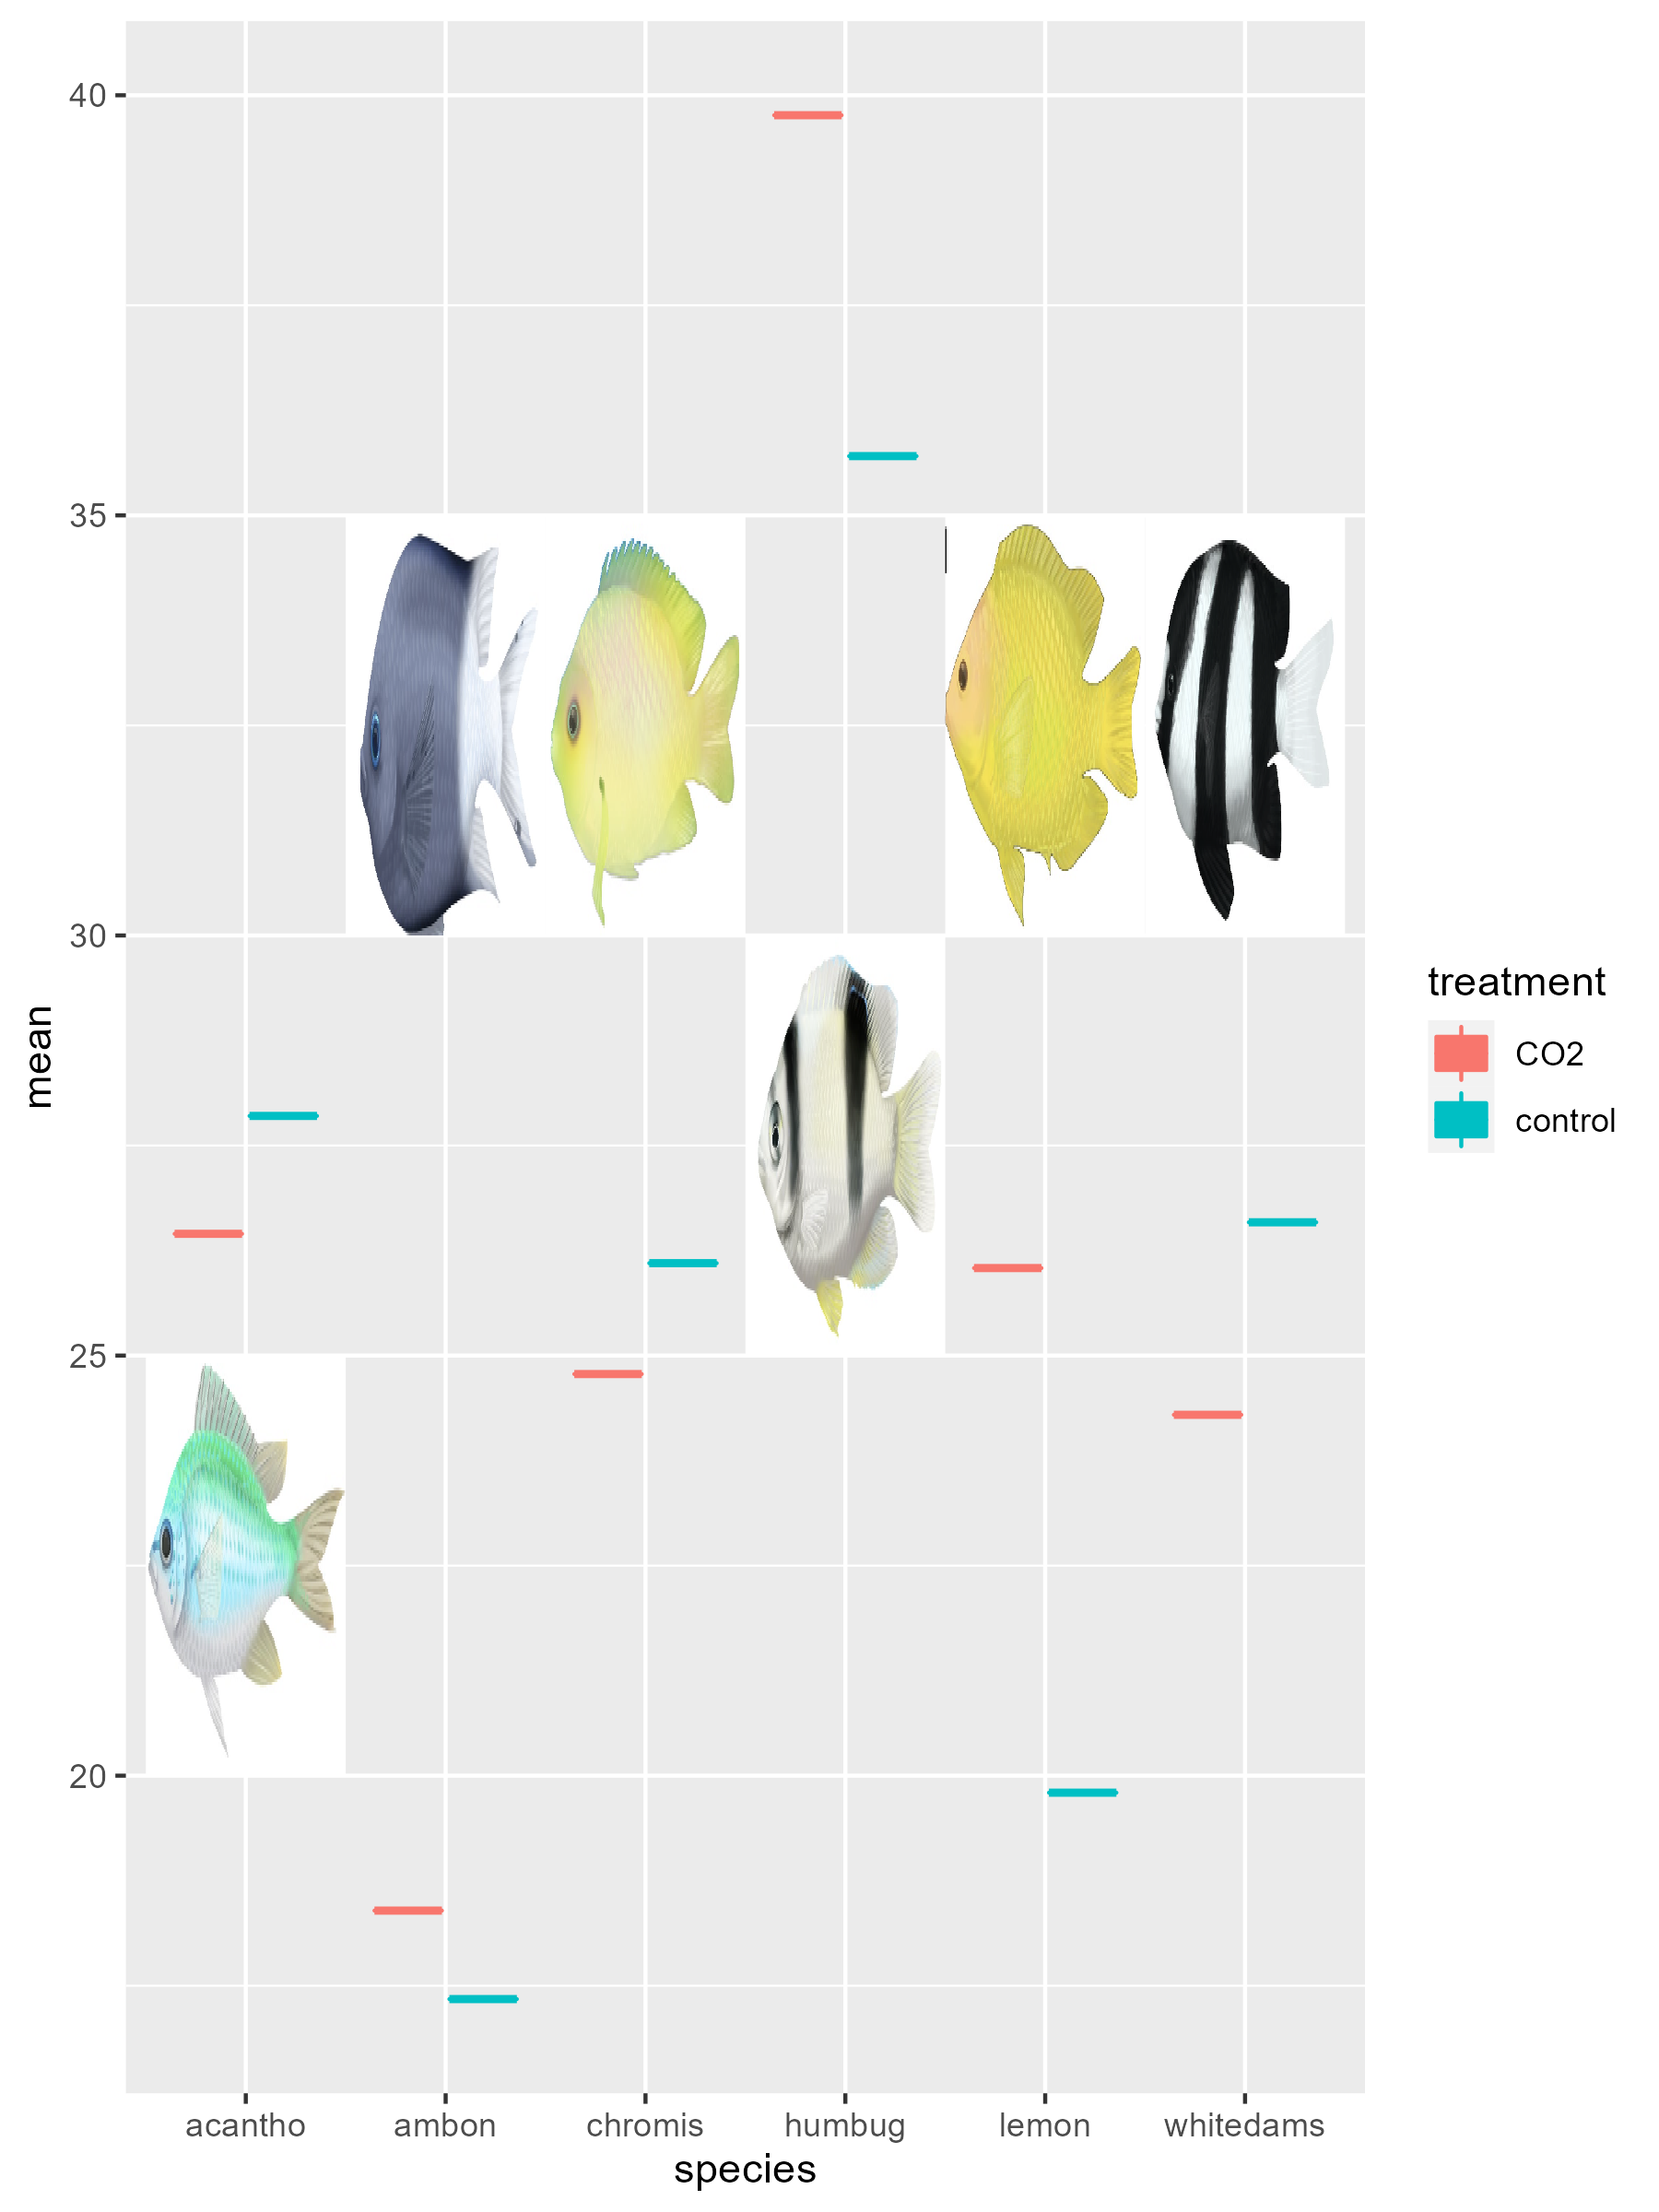 40
35
30
25
20
mean
acantho ambon chromis humbug lemon whitedams
species
treatment
CO2
control